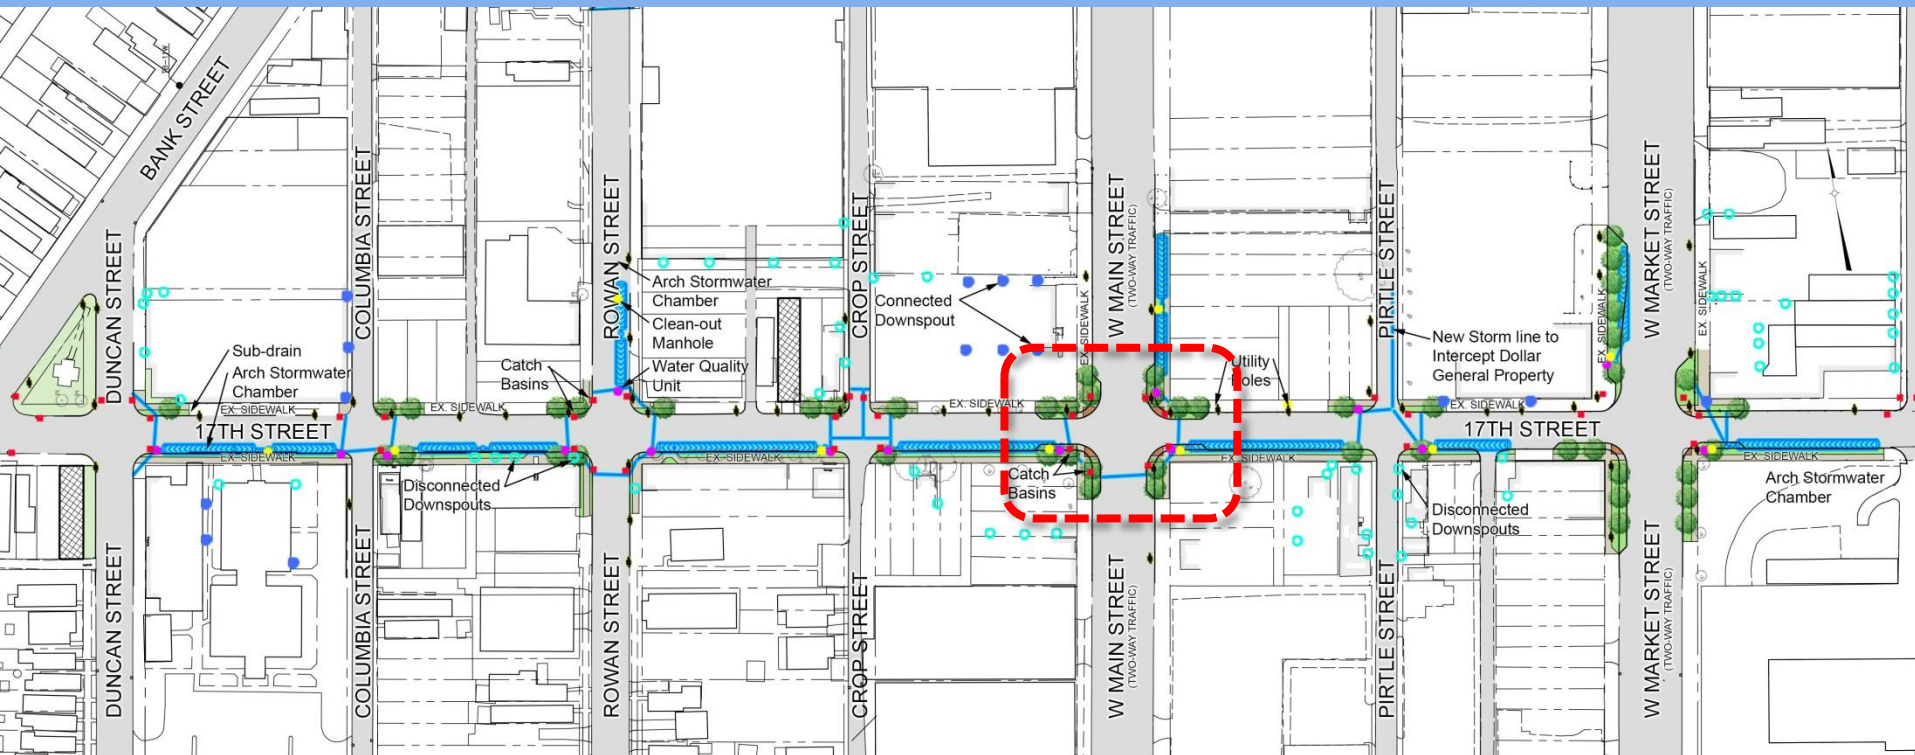 BANK STREET
DUNCAN STREET
COLUMBIA STREET
ROWAN STREET
CROP STREET
W MAIN STREET
(TWO-WAY TRAFFIC)
PIRTLE STREET
W MARKET STREET
(TWO-WAY TRAFFIC)
Arch Stormwater
Chamber
Clean-out
Manhole
Water Quality
Unit
Connected
Downspout
EX. SIDEWALK
EX. SIDEWALK
EX. SIDEWALK
New Storm line to
Intercept Dollar
General Property
Sub-drain
Arch Stormwater
Chamber
Catch
Basins
Utility
Poles
EX. SIDEWALK
EX. SIDEWALK
EX. SIDEWALK
EX. SIDEWALK
17TH STREET
17TH STREET
EX. SIDEWALK
EX. SIDEWALK
EX. SIDEWALK
EX. SIDEWALK
Disconnected
Downspouts
Catch
Basins
Disconnected
Downspouts
Arch Stormwater
Chamber
DUNCAN STREET
COLUMBIA STREET
ROWAN STREET
CROP STREET
W MAIN STREET
(TWO-WAY TRAFFIC)
PIRTLE STREET
W MARKET STREET
(TWO-WAY TRAFFIC)